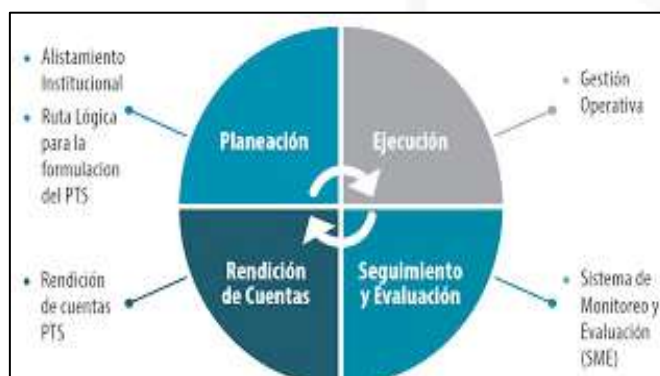 Alistamiento
Institucional
Ruta Lógica
para la
formulacion
del PTS
Planeación
Ejecución
Gestión
Operativa
Rendición
de cuentas
PTS
Rendición
de Cuentas
Seguimiento
y Evaluación
Sistema de
Monitoreo y
Evaluación
(SME)